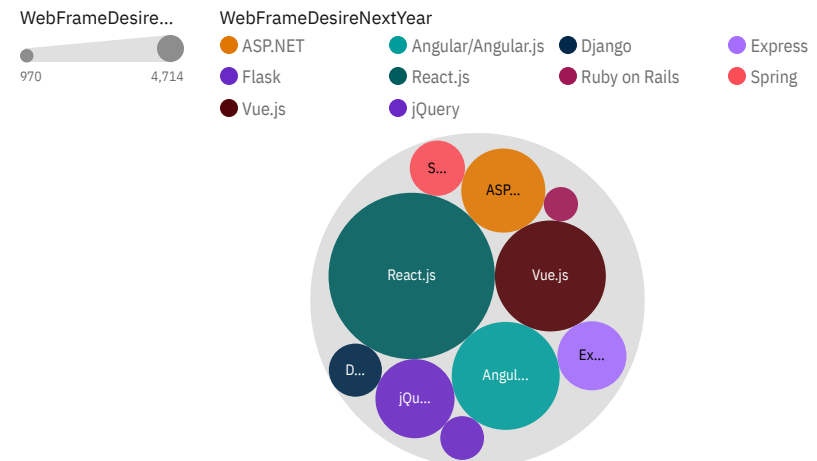 WebFrameDesire... WebFrameDesireNextYear
970 4,714
ASP.NET Angular/Angular.js Django Express
Flask React.js Ruby on Rails Spring
Vue.js jQuery
S...
ASP...
React.js Vue.js
Ex...
D... Angul...
jQu...